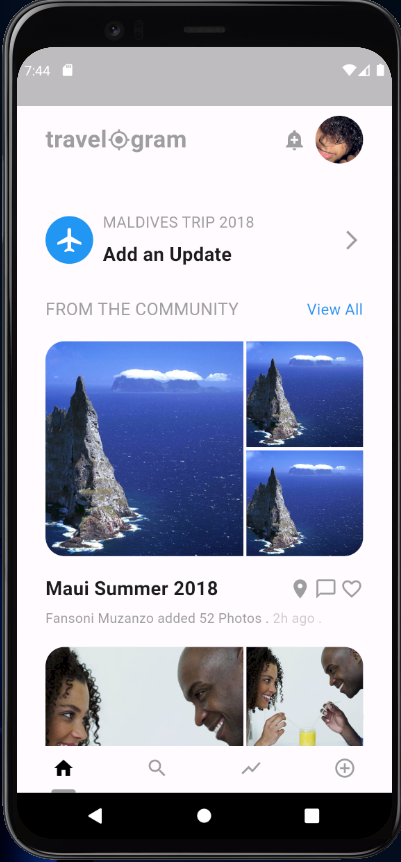 7:44
travel gram
MALDIVES TRIP 2018
Add an Update
FROM THE COMMUNITY View All
Maui Summer 2018
Fansoni Muzanzo added 52 Photos . 2h ago .